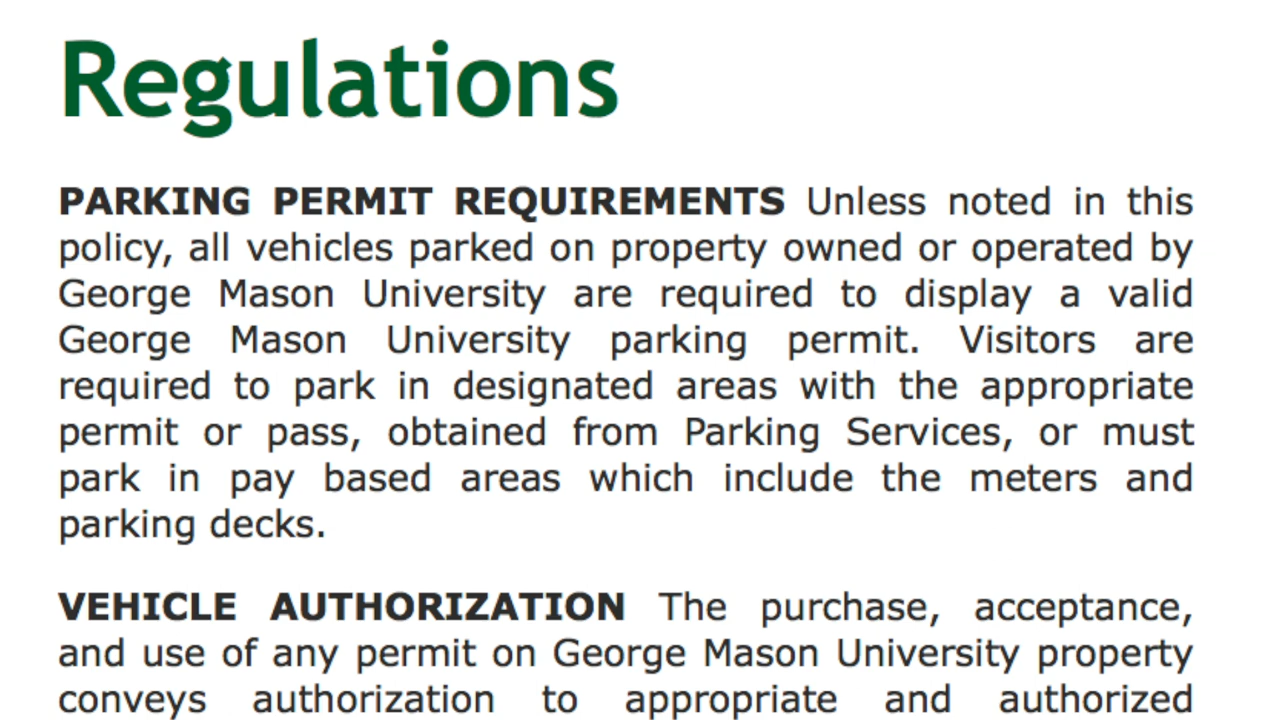 Regulations
PARKING PERMIT REQUIREMENTS Unless noted in this
policy, all vehicles parked on property owned or operated by
George Mason University are required to display a valid
George Mason University parking permit. Visitors are
required to park in designated areas with the appropriate
permit or pass, obtained from Parking Services, or must
park in pay based areas which include the meters and
parking decks.
VEHICLE AUTHORIZATION The purchase, acceptance,
and use of any permit on George Mason University property
conveys authorization to appropriate and authorized